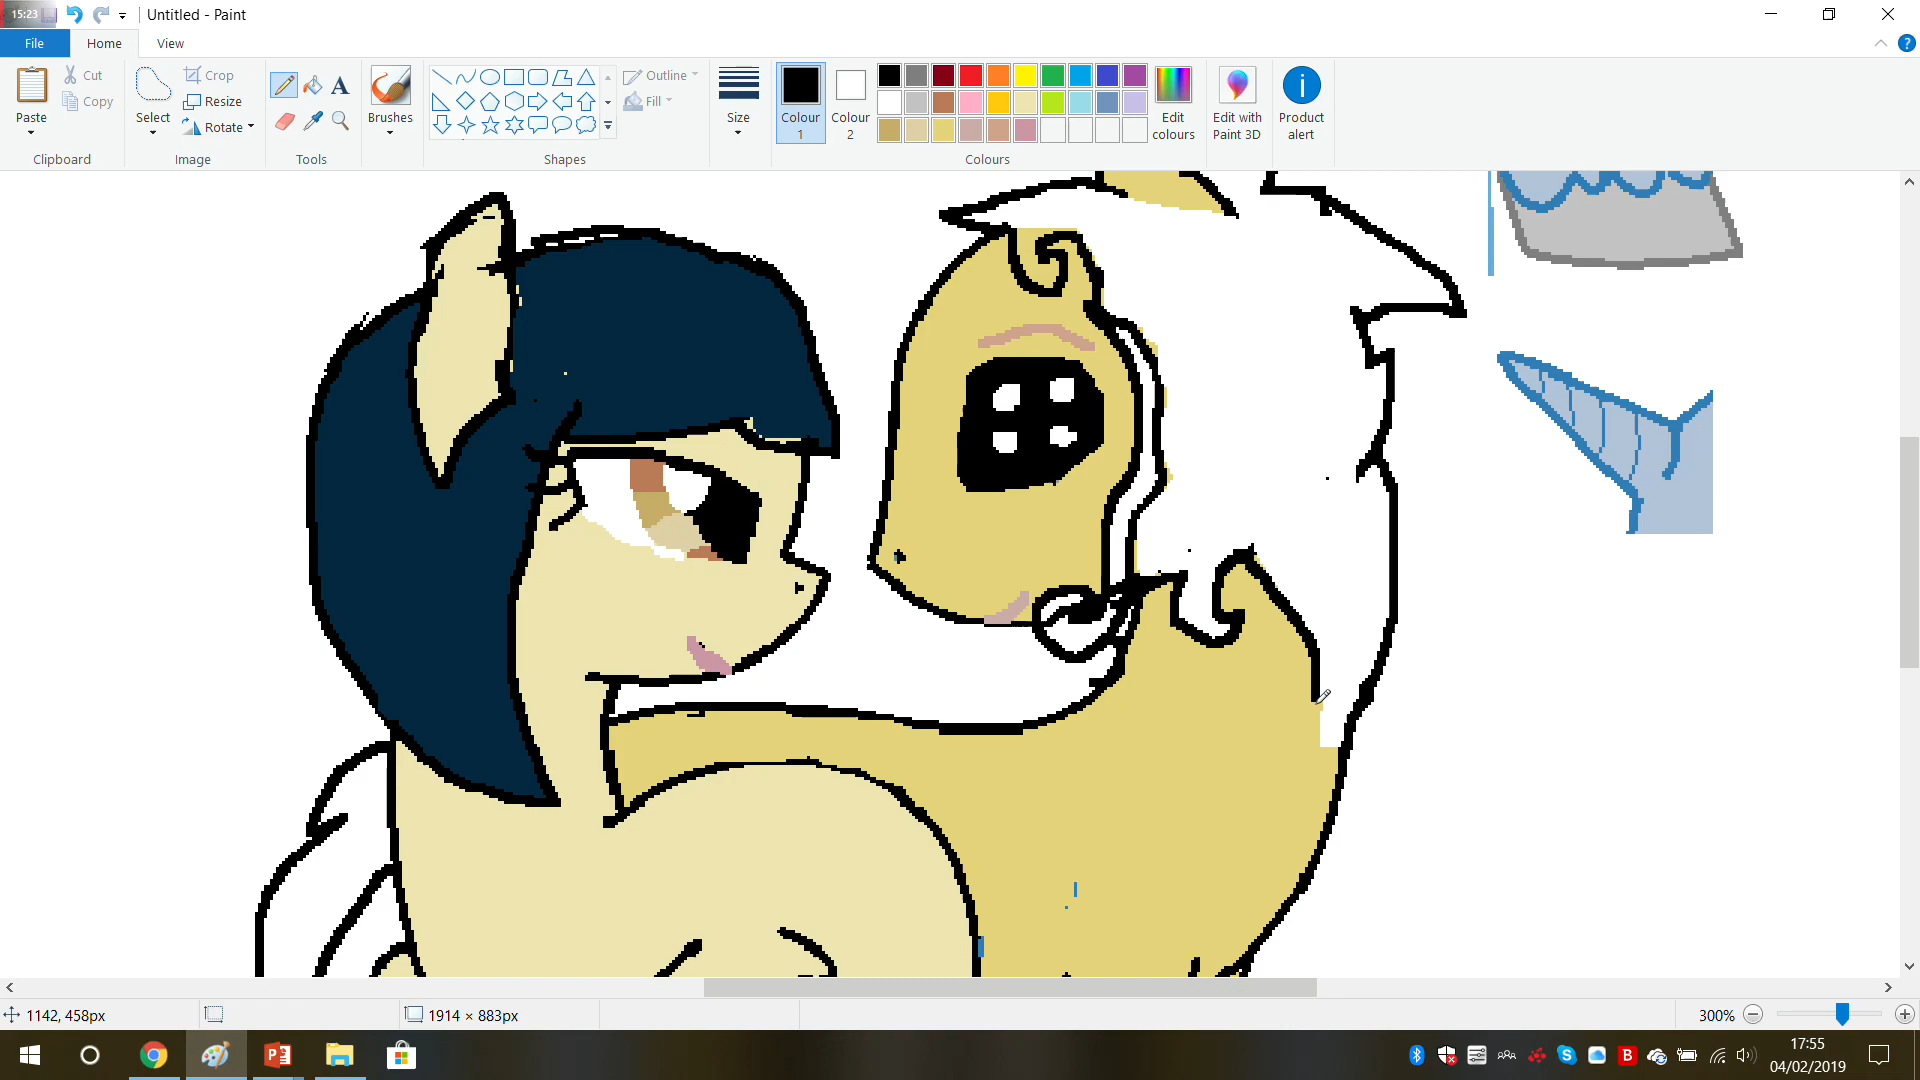 15:23
Untitled - Paint
File
Home
View
Paste
Cut
Copy
Clipboard
Select
Crop
Resize
Rotate
Image
A
Tools
Brushes
Outline
Fill
Shapes
Size
Colour
1
Colour
2
Edit
colours
Colours
Edit with
Paint 3D
Product
alert
1142, 458px
1914 × 883px
300%
17:55
04/02/2019